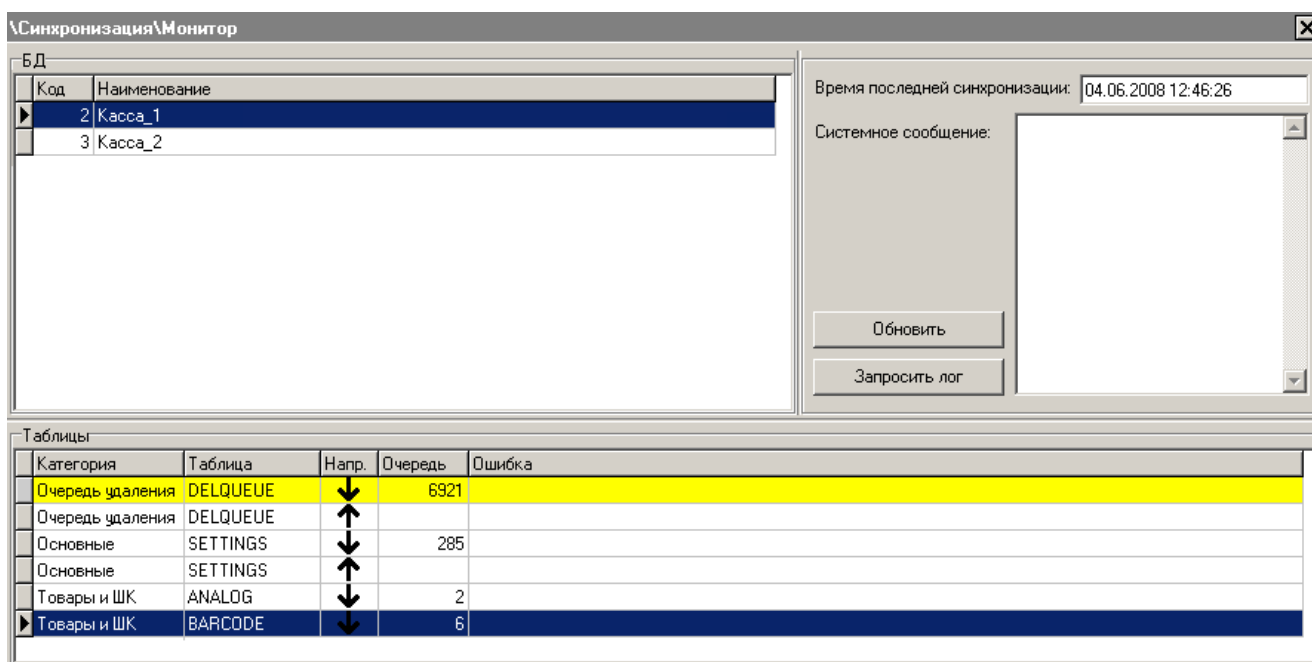 \Синхронизация\Монитор
БД
Код Наименование
2 Касса_1
3 Касса_2
Время последней синхронизации: 04.06.2008 12:46:26
Системное сообщение:
Обновить
Запросить лог
Таблицы
Категория Таблица Напр. Очередь Ошибка
Очередь удаления DELQUEUE 6921
Очередь удаления DELQUEUE
Основные SETTINGS 285
Основные SETTINGS
Товары и ШК ANALOG 2
Товары и ШК BARCODE 6